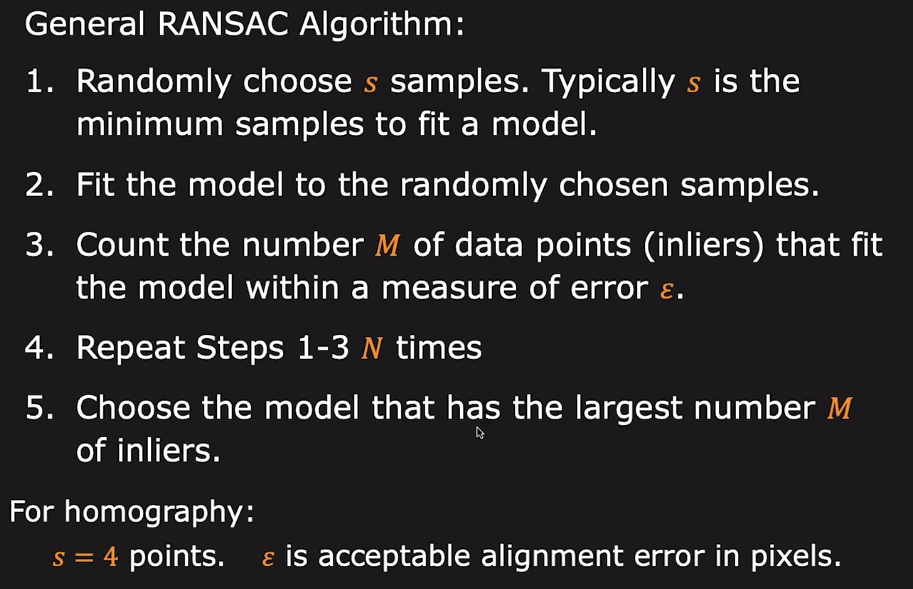 General RANSAC Algorithm:
1. Randomly choose s samples. Typically s is the
minimum samples to fit a model.
2. Fit the model to the randomly chosen samples.
3. Count the number M of data points (inliers) that fit
the model within a measure of error ε.
4. Repeat Steps 1-3 N times
5. Choose the model that has the largest number M
of inliers.
For homography:
s = 4 points. ε is acceptable alignment error in pixels.